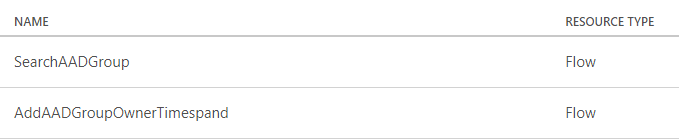 NAME RESOURCE TYPE
SearchAADGroup Flow
AddAADGroupOwnerTimespand Flow